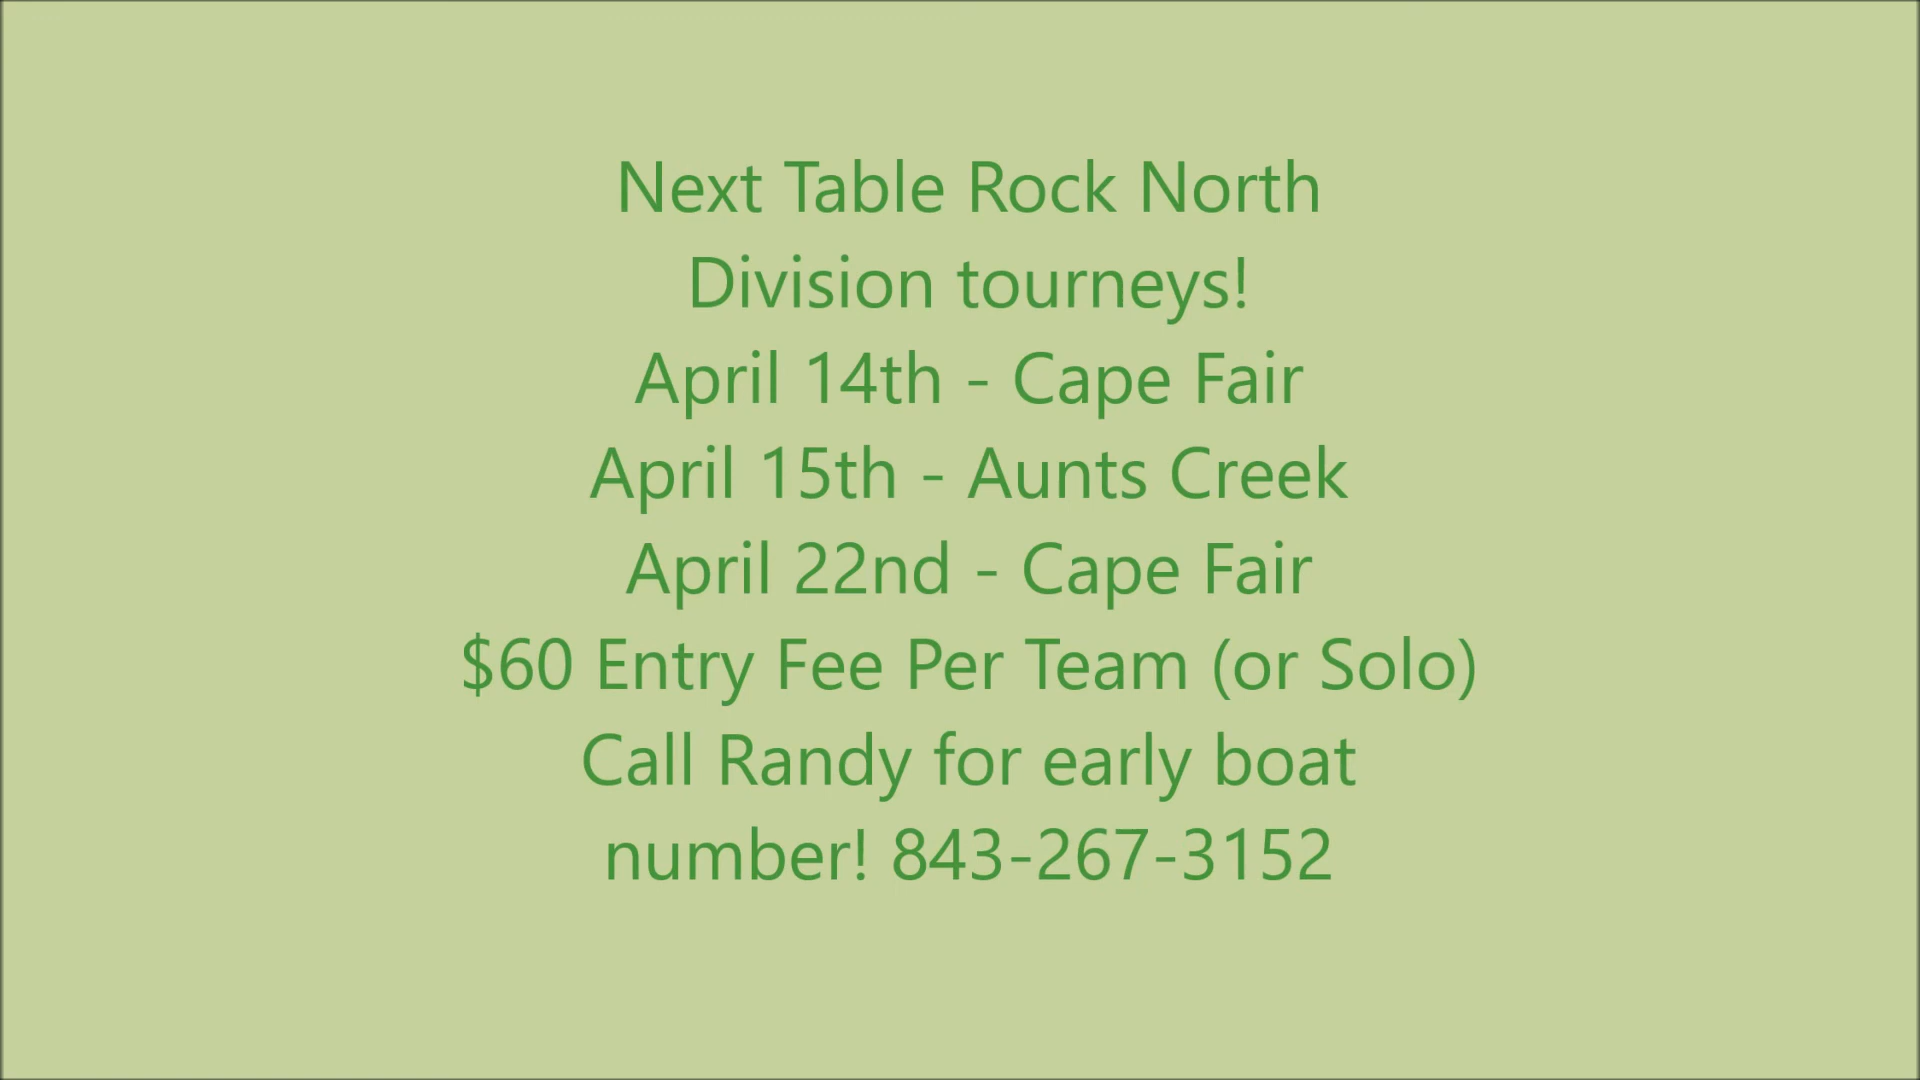 Next Table Rock North
Division tourneys!
April 14th - Cape Fair
April 15th - Aunts Creek
April 22nd - Cape Fair
$60 Entry Fee Per Team (or Solo)
Call Randy for early boat
number! 843-267-3152